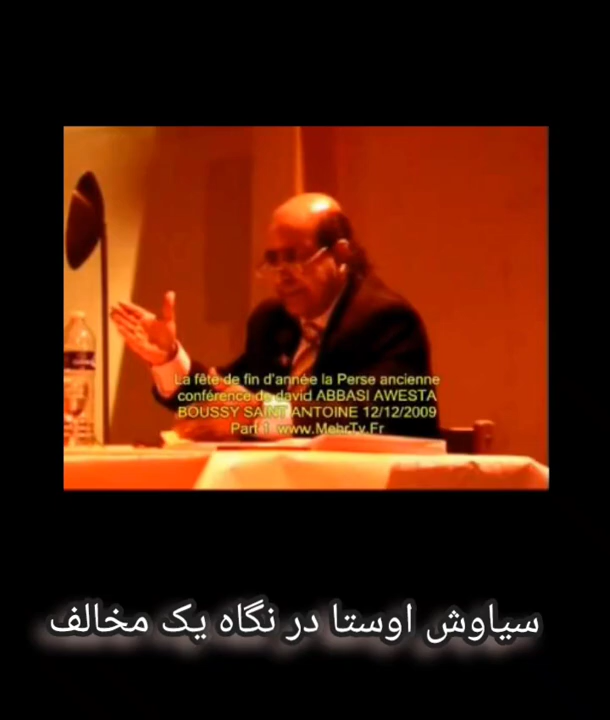 La fête de fin d'année la Perse ancienne
conférence de david ABBASI AWESTA
BOUSSY SAINT ANTOINE 12/12/2009
Part 1 www.MehrTv.Fr
سیاوش اوستا در نگاه یک مخالف